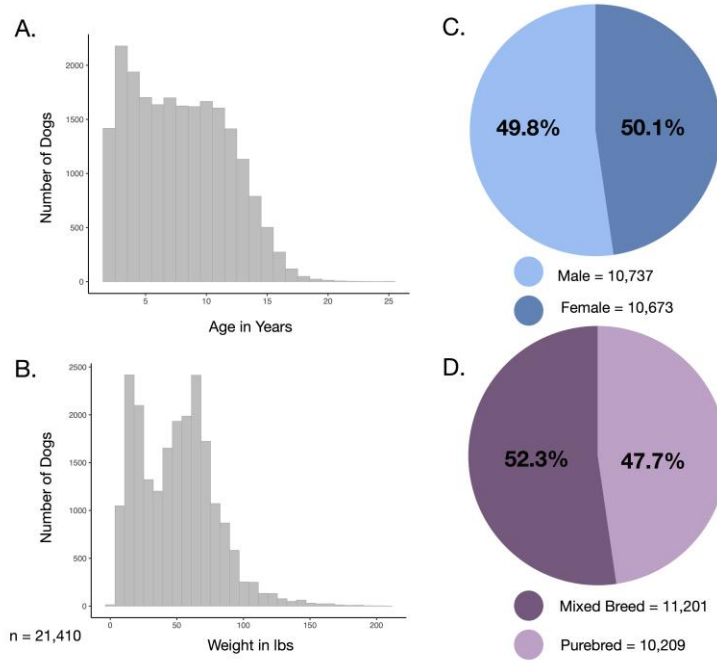 A.
Number of Dogs
2000
1500
1000
500
0
5
10
15
20
25
Age in Years
B.
Number of Dogs
2500
2000
1500
1000
500
0
0
50
100
150
200
Weight in lbs
n = 21,410
C.
49.8%
50.1%
Male = 10,737
Female = 10,673
D.
52.3%
47.7%
Mixed Breed = 11,201
Purebred = 10,209